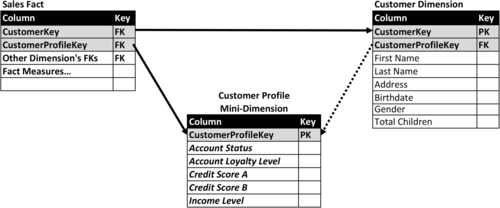 Sales Fact
Column Key
CustomerKey FK
CustomerProfileKey FK
Other Dimension's FKs FK
Fact Measures...
Customer Dimension
Column Key
CustomerKey PK
CustomerProfileKey FK
First Name
Last Name
Address
Birthdate
Gender
Total Children
Customer Profile
Mini-Dimension
Column Key
CustomerProfileKey PK
Account Status
Account Loyalty Level
Credit Score A
Credit Score B
Income Level